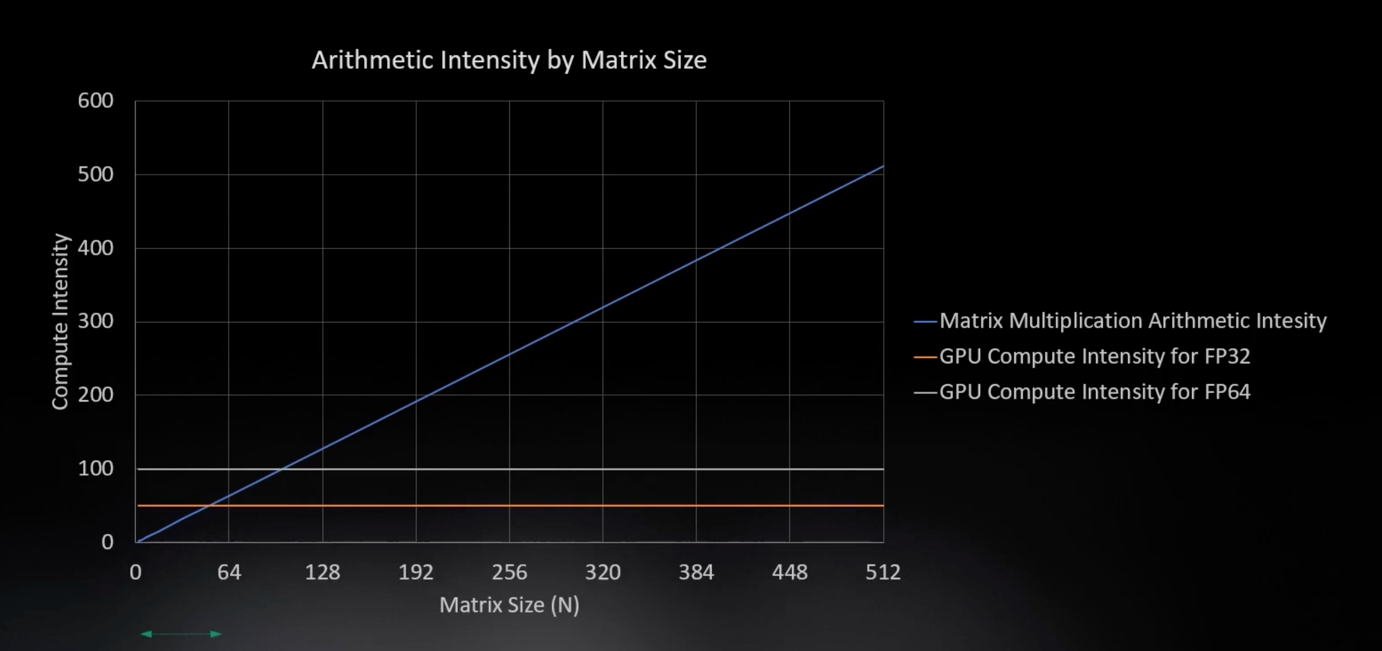 Arithmetic Intensity by Matrix Size
600
500
400
300
200
100
0
Compute Intensity
0 64 128 192 256 320 384 448 512
Matrix Size (N)
Matrix Multiplication Arithmetic Intesity
GPU Compute Intensity for FP32
GPU Compute Intensity for FP64